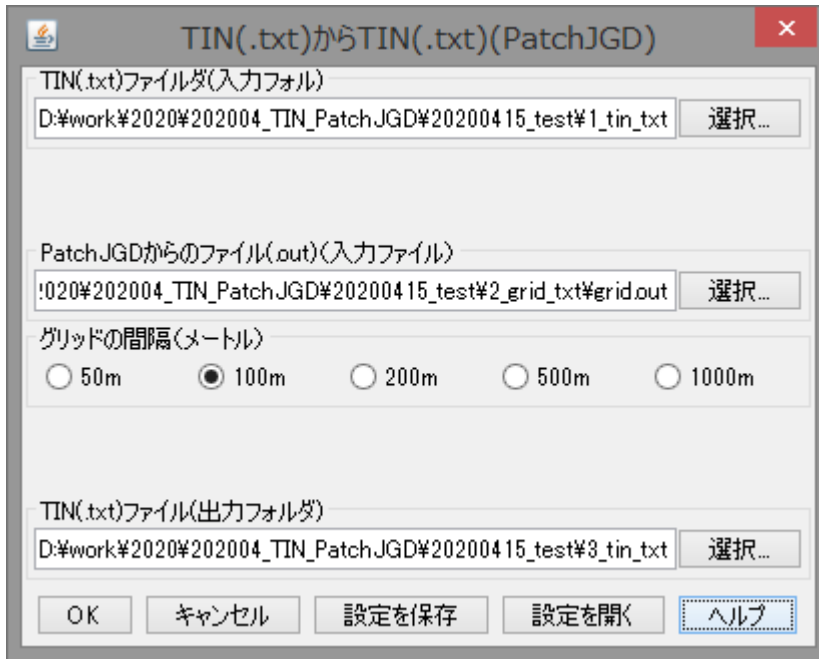 TIN(.txt)からTIN(.txt)(PatchJGD)
TIN(.txt)ファイルダ(入力フォル)
D:¥work¥2020¥202004_TIN_PatchJGD¥20200415_test¥1_tin_txt 選択...
PatchJGDからのファイル(.out)(入力ファイル)
!020¥202004_TIN_PatchJGD¥20200415_test¥2_grid_txt¥grid.out 選択...
グリッドの間隔(メートル)
50m 100m 200m 500m 1000m
TIN(.txt)ファイル(出力フォルダ)
D:¥work¥2020¥202004_TIN_PatchJGD¥20200415_test¥3_tin_txt 選択...
OK キャンセル 設定を保存 設定を開く ヘルプ